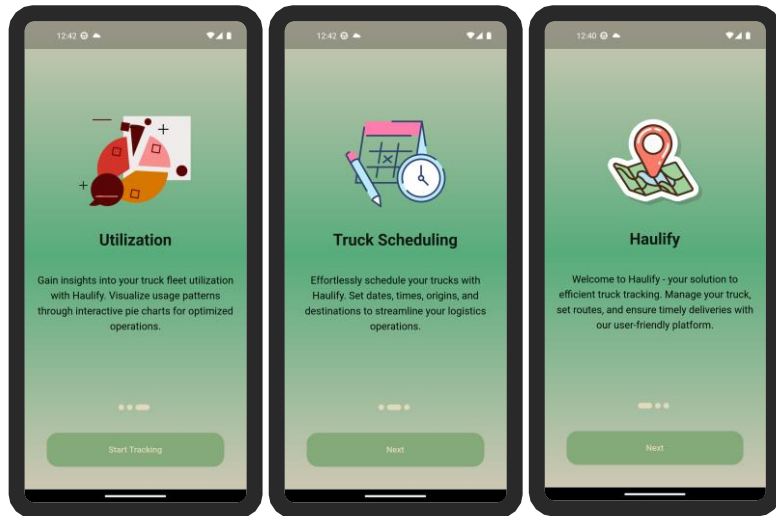 12:42
Utilization
Gain insights into your truck fleet utilization
with Haulify. Visualize usage patterns
through interactive pie charts for optimized
operations.
Start Tracking
12:42
Truck Scheduling
Effortlessly schedule your trucks with
Haulify. Set dates, times, origins, and
destinations to streamline your logistics
operations.
Next
12:40
Haulify
Welcome to Haulify - your solution to
efficient truck tracking. Manage your truck,
set routes, and ensure timely deliveries with
our user-friendly platform.
Next